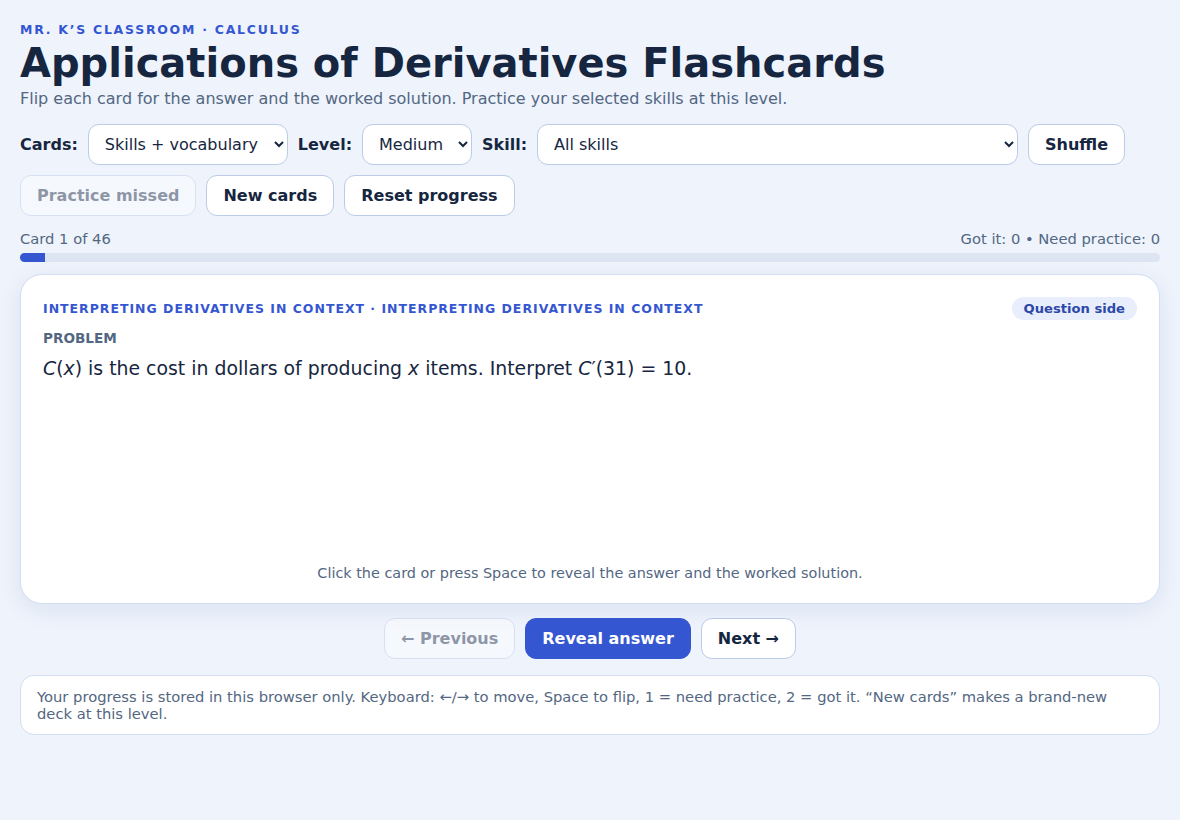 MR. K’S CLASSROOM · CALCULUS
Applications of Derivatives Flashcards
Flip each card for the answer and the worked solution. Practice your selected skills at this level.
Cards: Skills + vocabulary Level: Medium Skill: All skills Shuffle
Practice missed New cards Reset progress
Card 1 of 46 Got it: 0 • Need practice: 0
INTERPRETING DERIVATIVES IN CONTEXT · INTERPRETING DERIVATIVES IN CONTEXT Question side
PROBLEM
C(x) is the cost in dollars of producing x items. Interpret C′(31) = 10.
Click the card or press Space to reveal the answer and the worked solution.
← Previous Reveal answer Next →
Your progress is stored in this browser only. Keyboard: ←/→ to move, Space to flip, 1 = need practice, 2 = got it. “New cards” makes a brand-new
deck at this level.